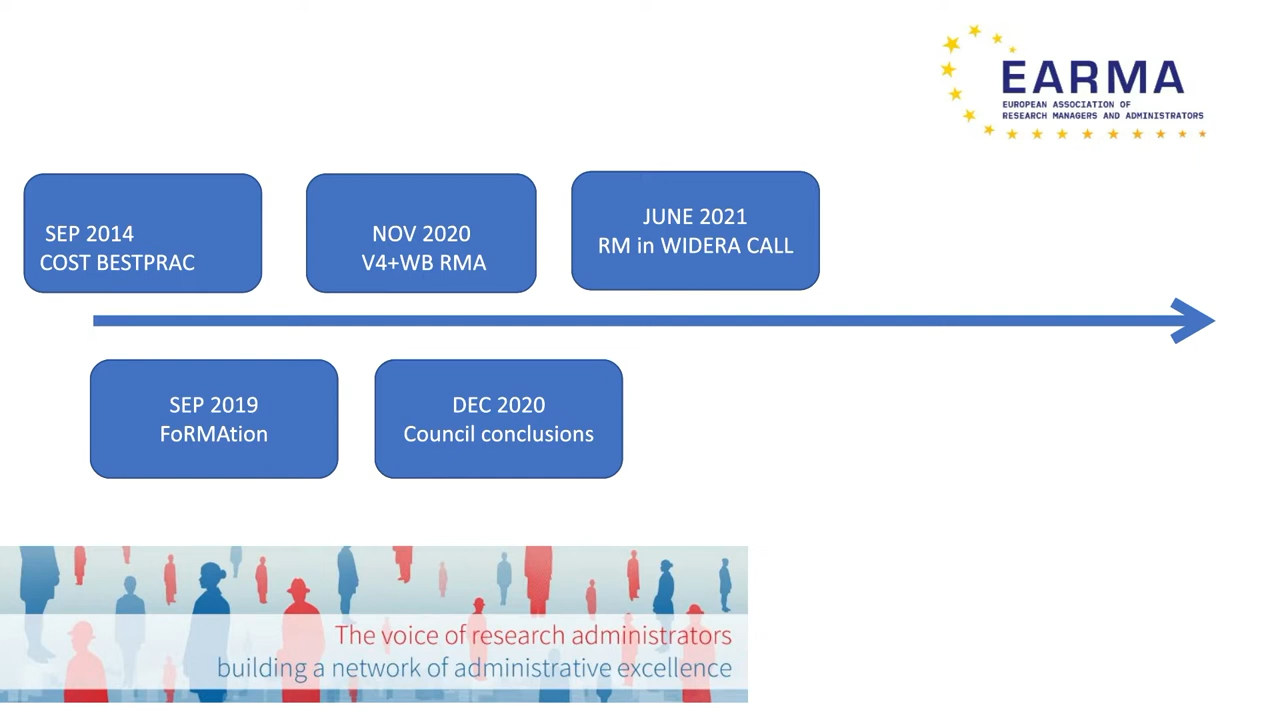 EARMA
EUROPEAN ASSOCIATION OF
RESEARCH MANAGERS AND ADMINISTRATORS
SEP 2014
COST BESTPRAC
NOV 2020
V4+WB RMA
JUNE 2021
RM in WIDERA CALL
SEP 2019
FoRMAtion
DEC 2020
Council conclusions
The voice of research administrators
building a network of administrative excellence